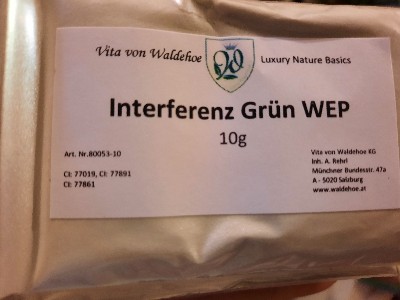 Vita von Waldehoe
Luxury Nature Basics
Interferenz Grün WEP
10g
Art. Nr.80053-10
CI: 77019, CI: 77891
CI: 77861
Vita von Waldehoe KG
Inh. A. Rehrl
Münchner Bundesstr. 47a
A - 5020 Salzburg
www.waldehoe.at